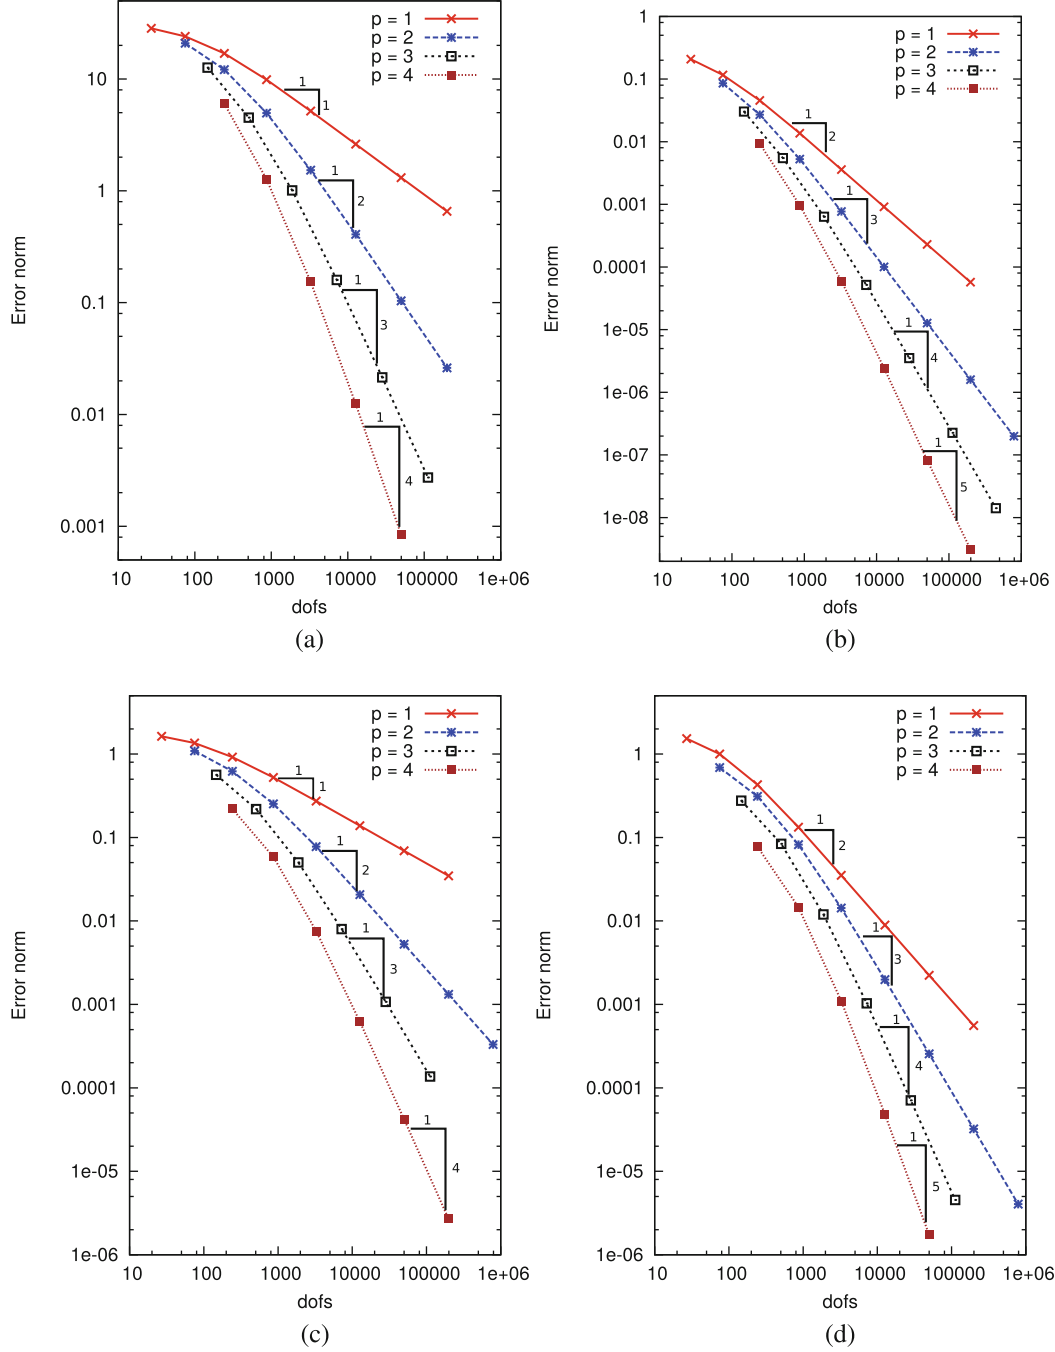 p = 1
p = 2
p = 3
p = 4
10
1
0.1
0.01
0.001
1
1
1
2
1
3
1
4
Error norm
10 100 1000 10000 100000 1e+06
dofs
(a)
p = 1
p = 2
p = 3
p = 4
1
0.1
0.01
0.001
0.0001
1e-05
1e-06
1e-07
1e-08
1
2
1
3
1
4
1
5
Error norm
10 100 1000 10000 100000 1e+06
dofs
(b)
p = 1
p = 2
p = 3
p = 4
1
0.1
0.01
0.001
0.0001
1e-05
1e-06
1
1
1
2
1
3
1
4
Error norm
10 100 1000 10000 100000 1e+06
dofs
(c)
p = 1
p = 2
p = 3
p = 4
1
0.1
0.01
0.001
0.0001
1e-05
1e-06
1
2
1
3
1
4
1
5
Error norm
10 100 1000 10000 100000 1e+06
dofs
(d)